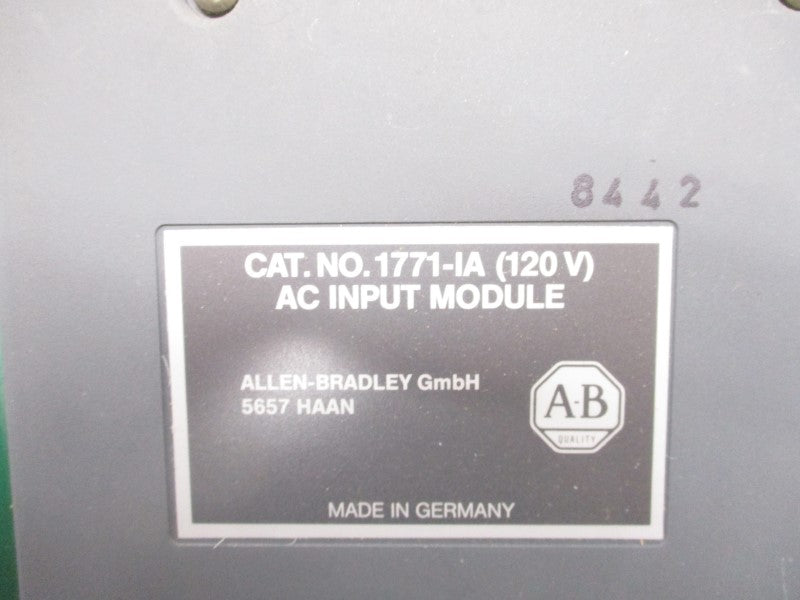 8442
CAT. NO. 1771-IA (120 V)
AC INPUT MODULE
ALLEN-BRADLEY GmbH
5657 HAAN
A-B
QUALITY
MADE IN GERMANY